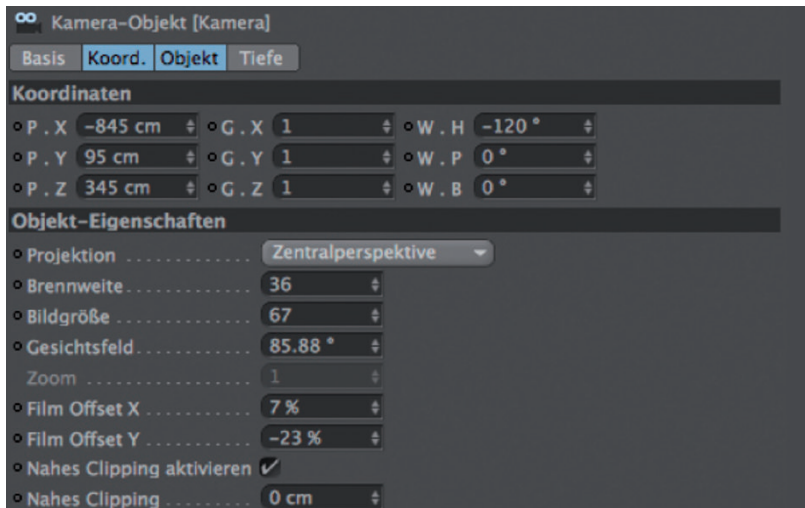 Kamera-Objekt [Kamera]
Basis Koord. Objekt Tiefe
Koordinaten
P . X -845 cm G . X 1 W . H -120 °
P . Y 95 cm G . Y 1 W . P 0 °
P . Z 345 cm G . Z 1 W . B 0 °
Objekt-Eigenschaften
Projektion . . . . . . . . . . . . . Zentralperspektive
Brennweite . . . . . . . . . . . . 36
Bildgröße . . . . . . . . . . . . . 67
Gesichtsfeld . . . . . . . . . . . 85.88 °
Zoom . . . . . . . . . . . . . . . . 1
Film Offset X . . . . . . . . . . 7 %
Film Offset Y . . . . . . . . . . -23 %
Nahes Clipping aktivieren ✔
Nahes Clipping . . . . . . . . . 0 cm